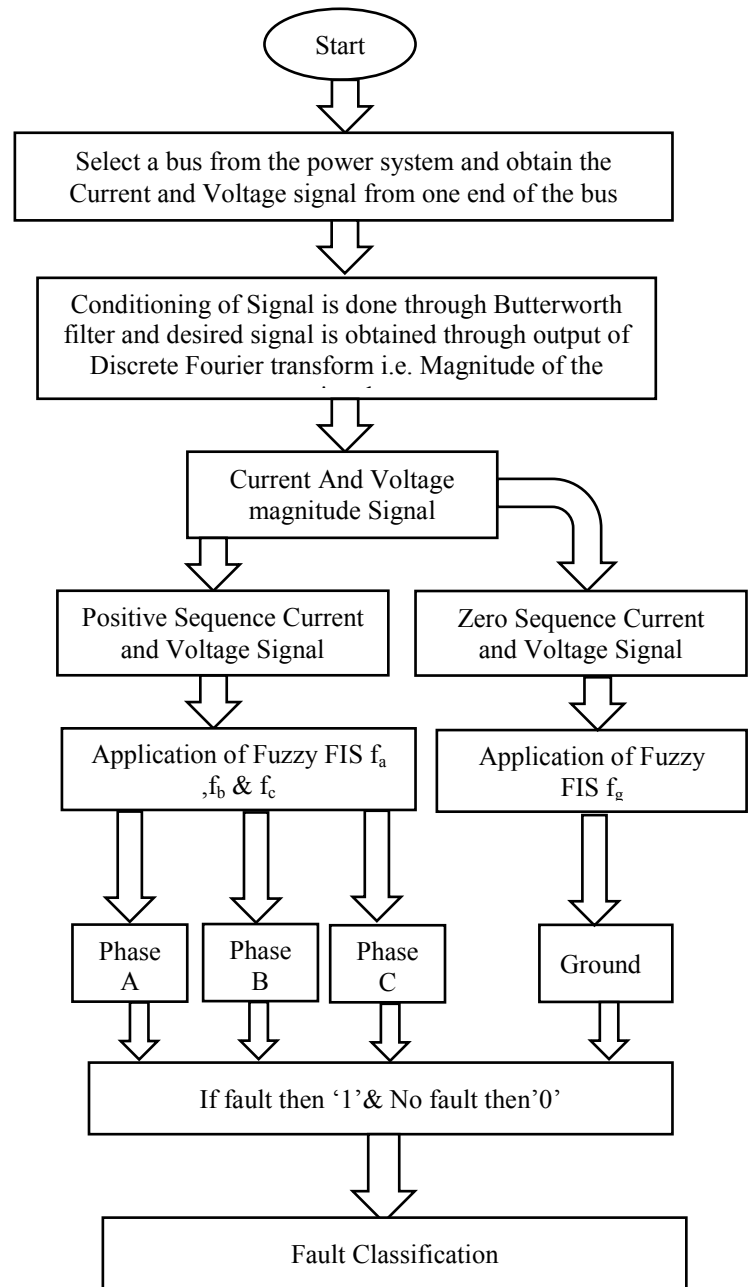 Start
Select a bus from the power system and obtain the
Current and Voltage signal from one end of the bus
Conditioning of Signal is done through Butterworth
filter and desired signal is obtained through output of
Discrete Fourier transform i.e. Magnitude of the
Current And Voltage
magnitude Signal
Positive Sequence Current
and Voltage Signal
Zero Sequence Current
and Voltage Signal
Application of Fuzzy FIS fa
,fb & fc
Application of Fuzzy
FIS fg
Phase
A
Phase
B
Phase
C
Ground
If fault then ‘1’& No fault then’0’
Fault Classification